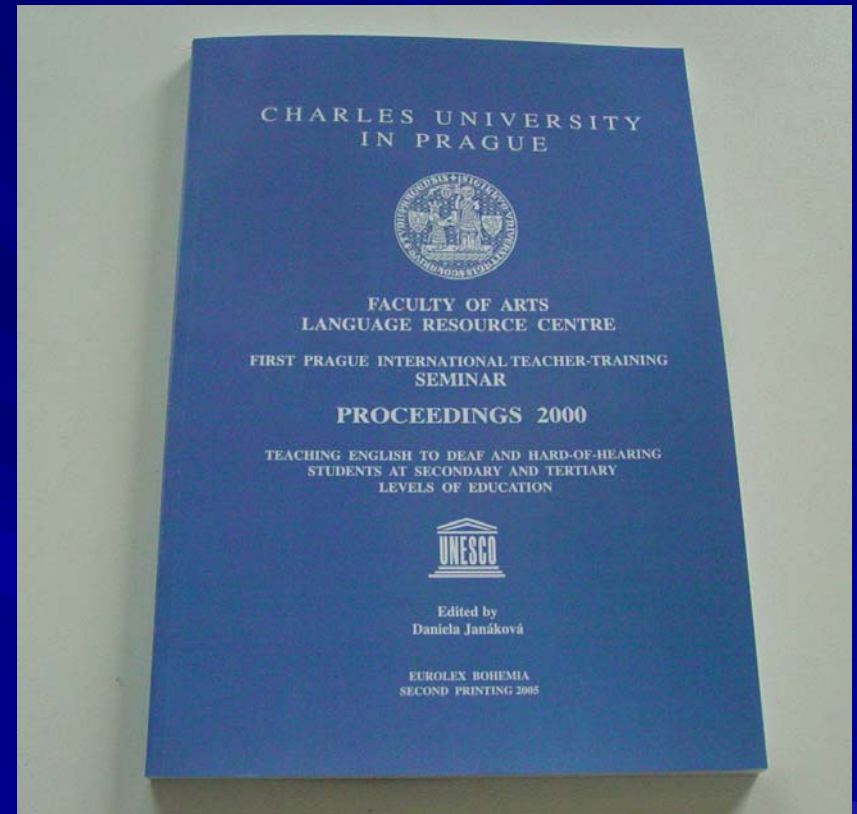 CHARLES UNIVERSITY
IN PRAGUE
FACULTY OF ARTS
LANGUAGE RESOURCE CENTRE
FIRST PRAGUE INTERNATIONAL TEACHER-TRAINING
SEMINAR
PROCEEDINGS 2000
TEACHING ENGLISH TO DEAF AND HARD-OF-HEARING
STUDENTS AT SECONDARY AND TERTIARY
LEVELS OF EDUCATION
UNESCO
Edited by
Daniela Janáková
EUROLEX BOHEMIA
SECOND PRINTING 2005